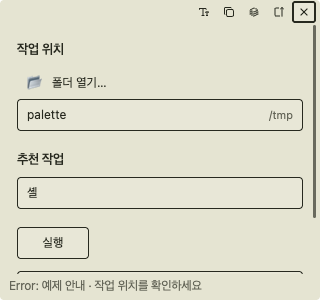 작업 위치
폴더 열기...
palette /tmp
추천 작업
셸
실행
Error: 예제 안내 · 작업 위치를 확인하세요